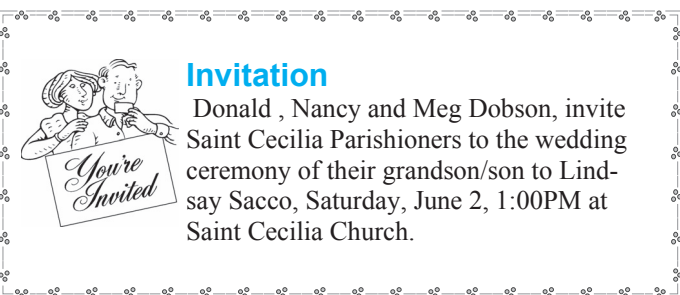 Invitation
Donald , Nancy and Meg Dobson, invite
Saint Cecilia Parishioners to the wedding
ceremony of their grandson/son to Lind-
say Sacco, Saturday, June 2, 1:00PM at
Saint Cecilia Church.
You're
Invited